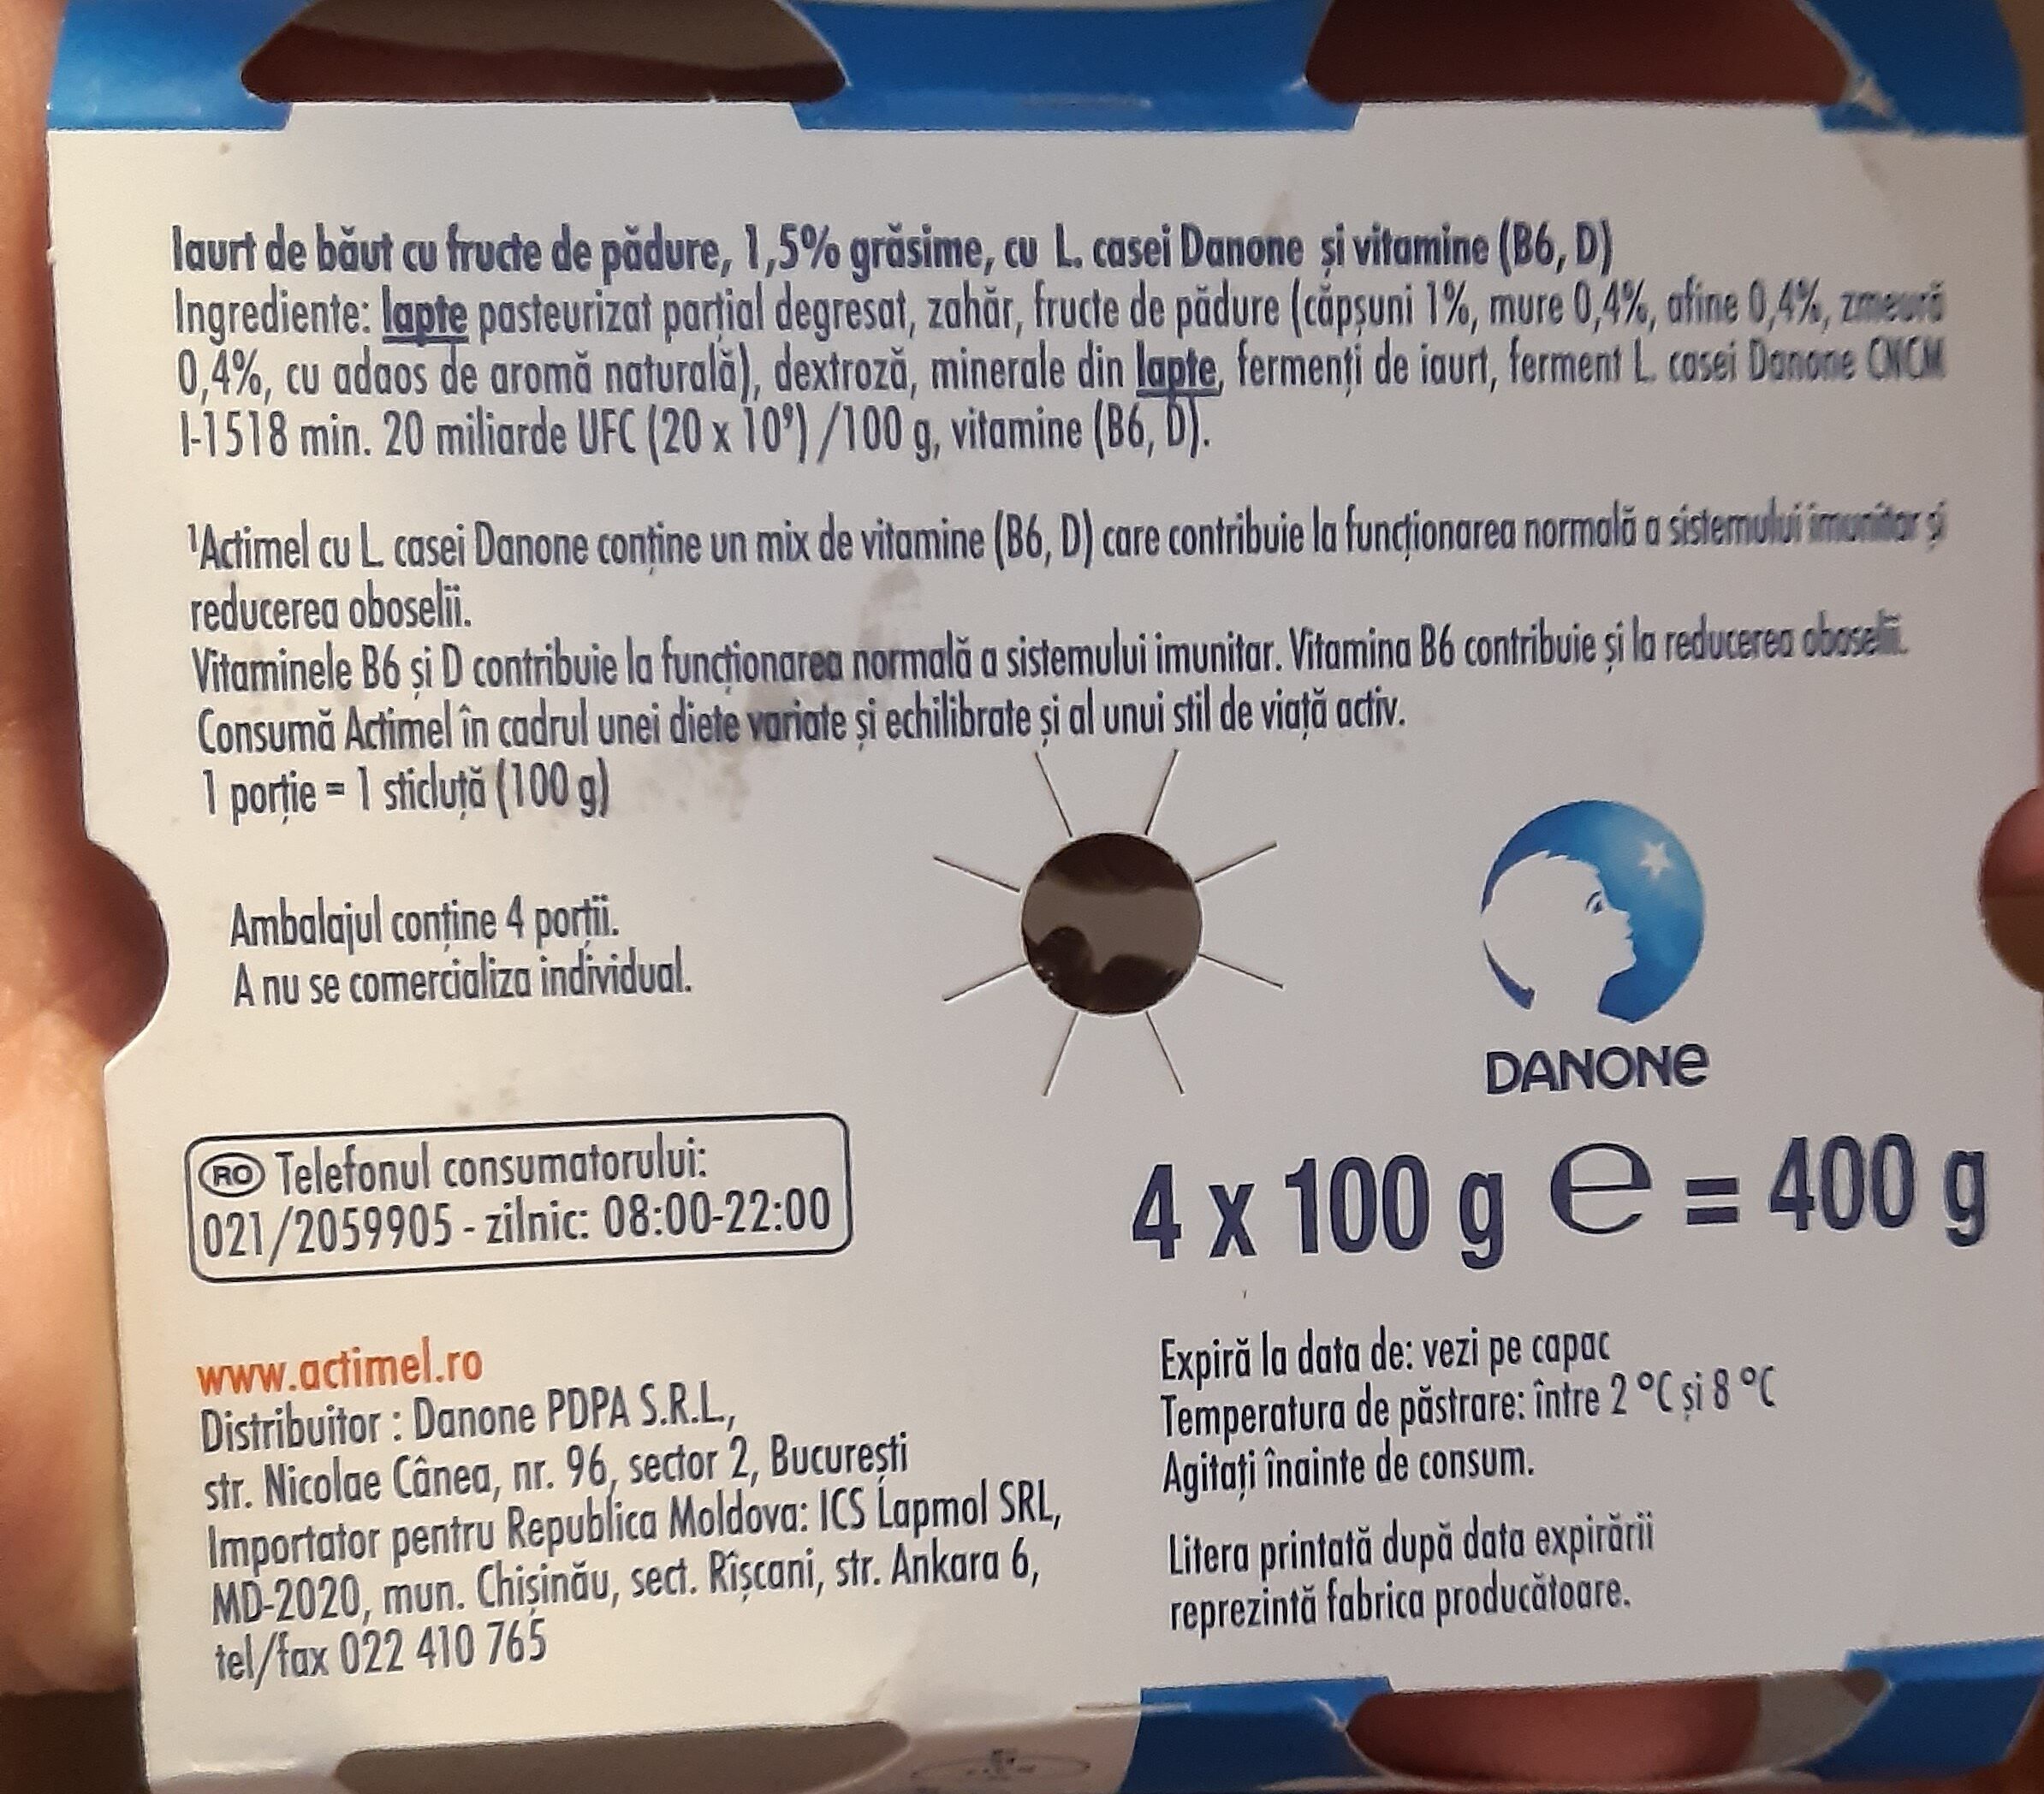 Iaurt de băut cu fructe de pădure, 1,5% grăsime, cu L. casei Danone și vitamine (B6, D)
Ingrediente: lapte pasteurizat parțial degresat, zahăr, fructe de pădure (căpșuni 1%, mure 0,4%, afine 0,4%, zmeură
0,4%, cu adaos de aromă naturală), dextroză, minerale din lapte, fermenți de iaurt, ferment L. casei Danone CNCM
I-1518 min. 20 miliarde UFC (20 x 10⁹) /100 g, vitamine (B6, D).
¹Actimel cu L. casei Danone conține un mix de vitamine (B6, D) care contribuie la funcționarea normală a sistemului imunitar și
reducerea oboselii.
Vitaminele B6 și D contribuie la funcționarea normală a sistemului imunitar. Vitamina B6 contribuie și la reducerea oboselii.
Consumă Actimel în cadrul unei diete variate și echilibrate și al unui stil de viață activ.
1 porție = 1 sticluță (100 g)
Ambalajul conține 4 porții.
A nu se comercializa individual.
DANONe
RO Telefonul consumatorului:
021/2059905 - zilnic: 08:00-22:00
4 x 100 g e = 400 g
www.actimel.ro
Distribuitor : Danone PDPA S.R.L,
str. Nicolae Cânea, nr. 96, sector 2, București
Importator pentru Republica Moldova: ICS Lapmol SRL,
MD-2020, mun. Chișinău, sect. Rîșcani, str. Ankara 6,
tel/fax 022 410 765
Expiră la data de: vezi pe capac
Temperatura de păstrare: între 2 °C și 8 °C
Agitați înainte de consum.
Litera printată după data expirării
reprezintă fabrica producătoare.